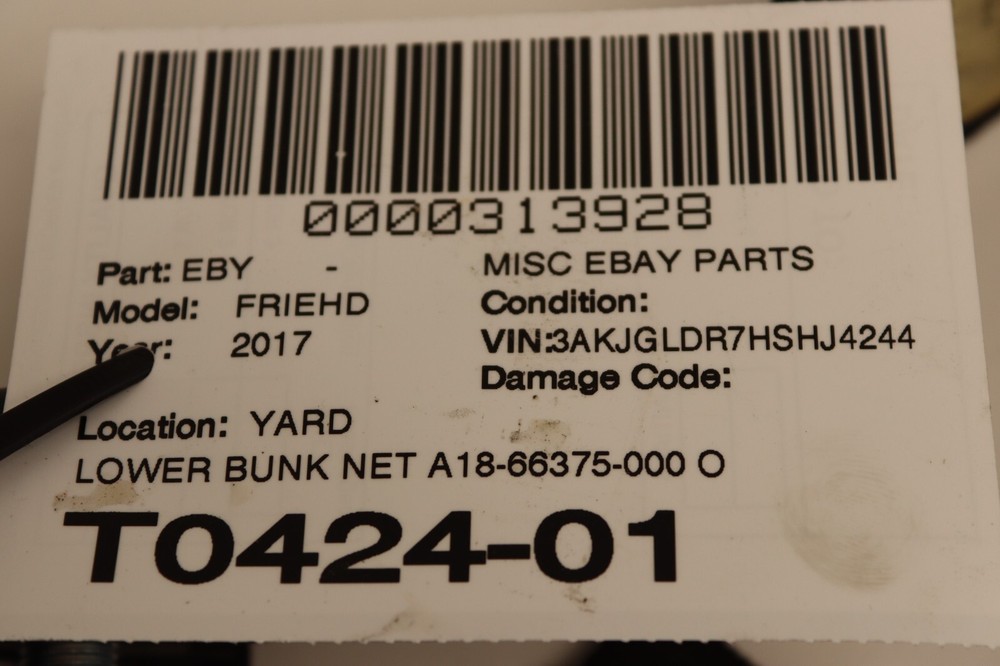 0000313928
Part: EBY - MISC EBAY PARTS
Model: FRIEHD Condition:
Year: 2017 VIN:3AKJGLDR7HSHJ4244
Damage Code:
Location: YARD
LOWER BUNK NET A18-66375-000 O
T0424-01